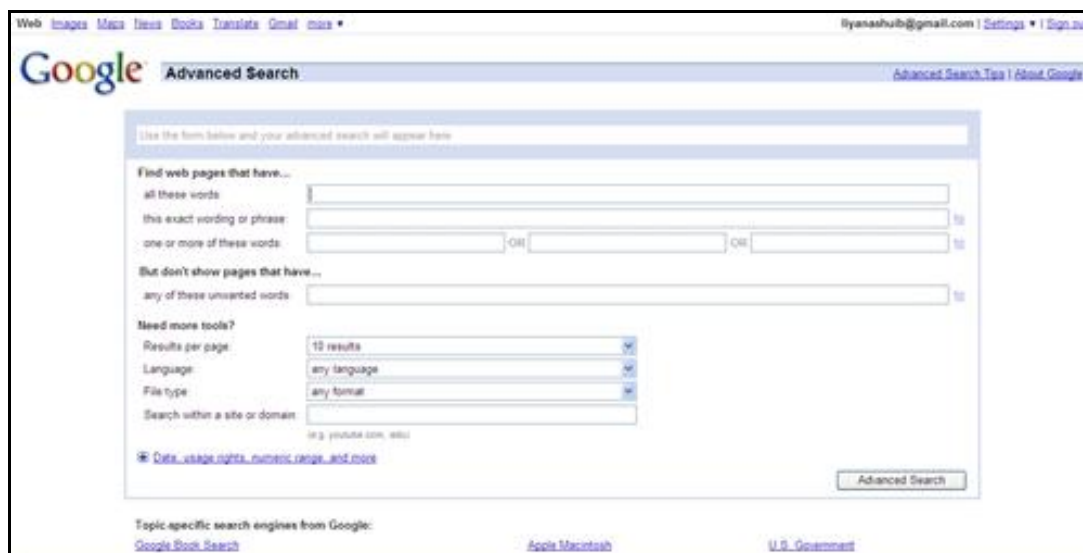 Web Images Maps News Books Translate Gmail more ▼
liyanashuib@gmail.com | Settings ▼ | Sign ou
Google Advanced Search
Advanced Search Tips | About Google
Use the form below and your advanced search will appear here
Find web pages that have...
all these words:
this exact wording or phrase:
one or more of these words: OR OR
But don't show pages that have...
any of these unwanted words:
Need more tools?
Results per page: 10 results
Language: any language
File type: any format
Search within a site or domain:
(e.g. youtube.com, .edu)
Date, usage rights, numeric range, and more
Advanced Search
Topic-specific search engines from Google:
Google Book Search Apple Macintosh U.S. Government